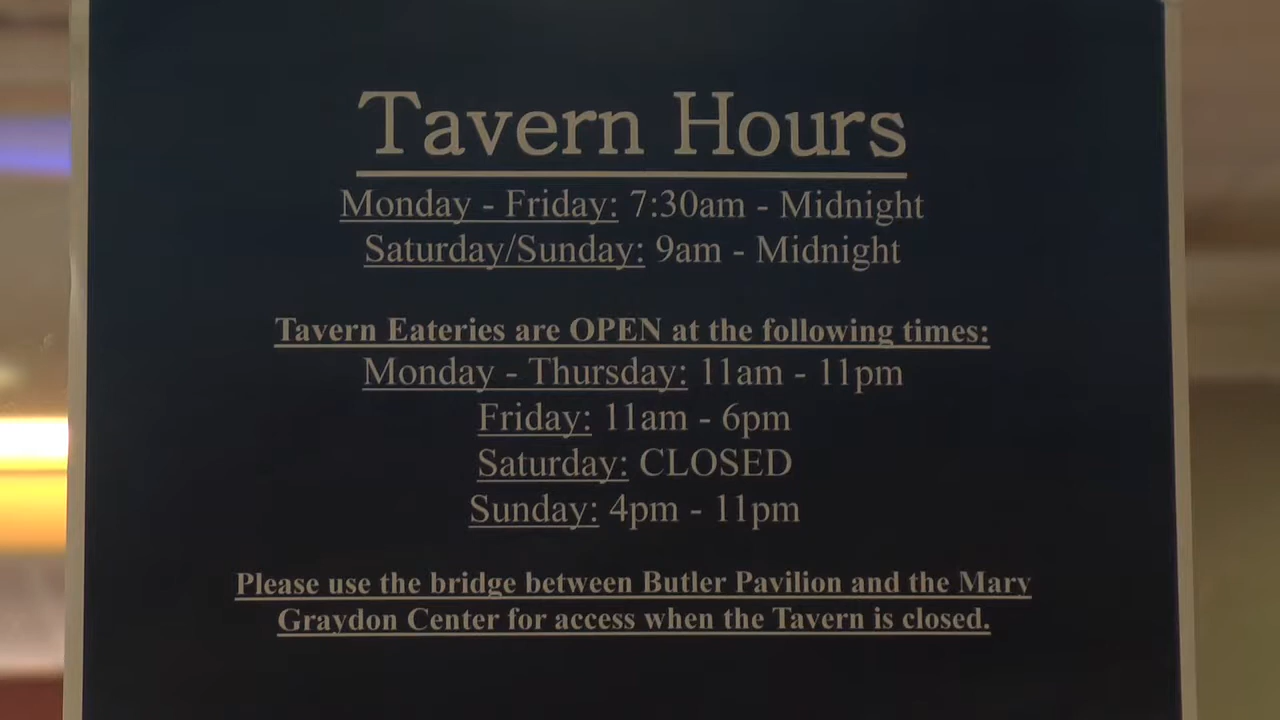 Tavern Hours
Monday - Friday: 7:30am - Midnight
Saturday/Sunday: 9am - Midnight
Tavern Eateries are OPEN at the following times:
Monday - Thursday: 11am - 11pm
Friday: 11am - 6pm
Saturday: CLOSED
Sunday: 4pm - 11pm
Please use the bridge between Butler Pavilion and the Mary
Graydon Center for access when the Tavern is closed.